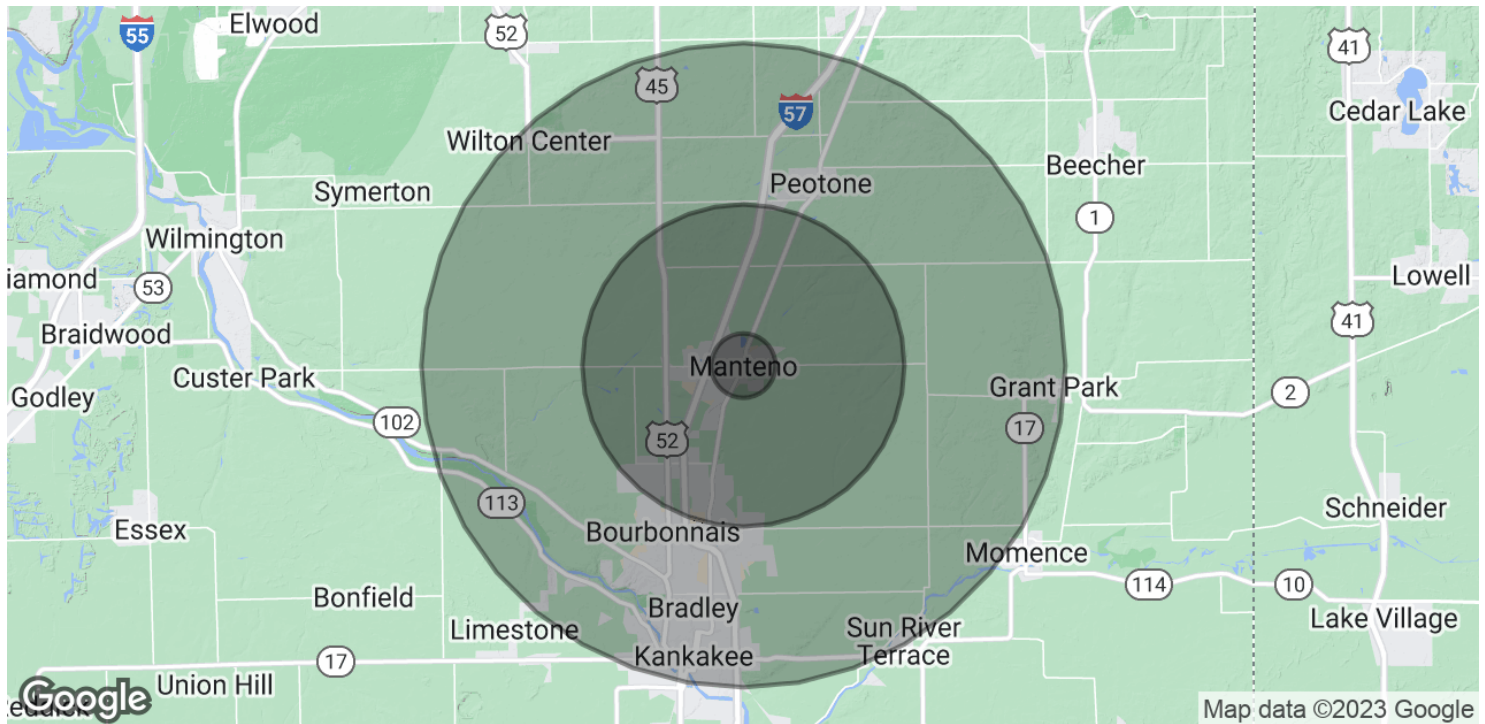 Elwood
55
52
41
45
57
Cedar Lake
Wilton Center
Beecher
Symerton
Peotone
1
Wilmington
Lowell
iamond
53
41
Braidwood
Manteno
Custer Park
Grant Park
2
Godley
102
17
52
113
Schneider
Essex
Bourbonnais
Momence
114
10
Bonfield
Bradley
Lake Village
Limestone
Sun River
Terrace
17
Kankakee
Union Hill
Google
Map data ©2023 Google